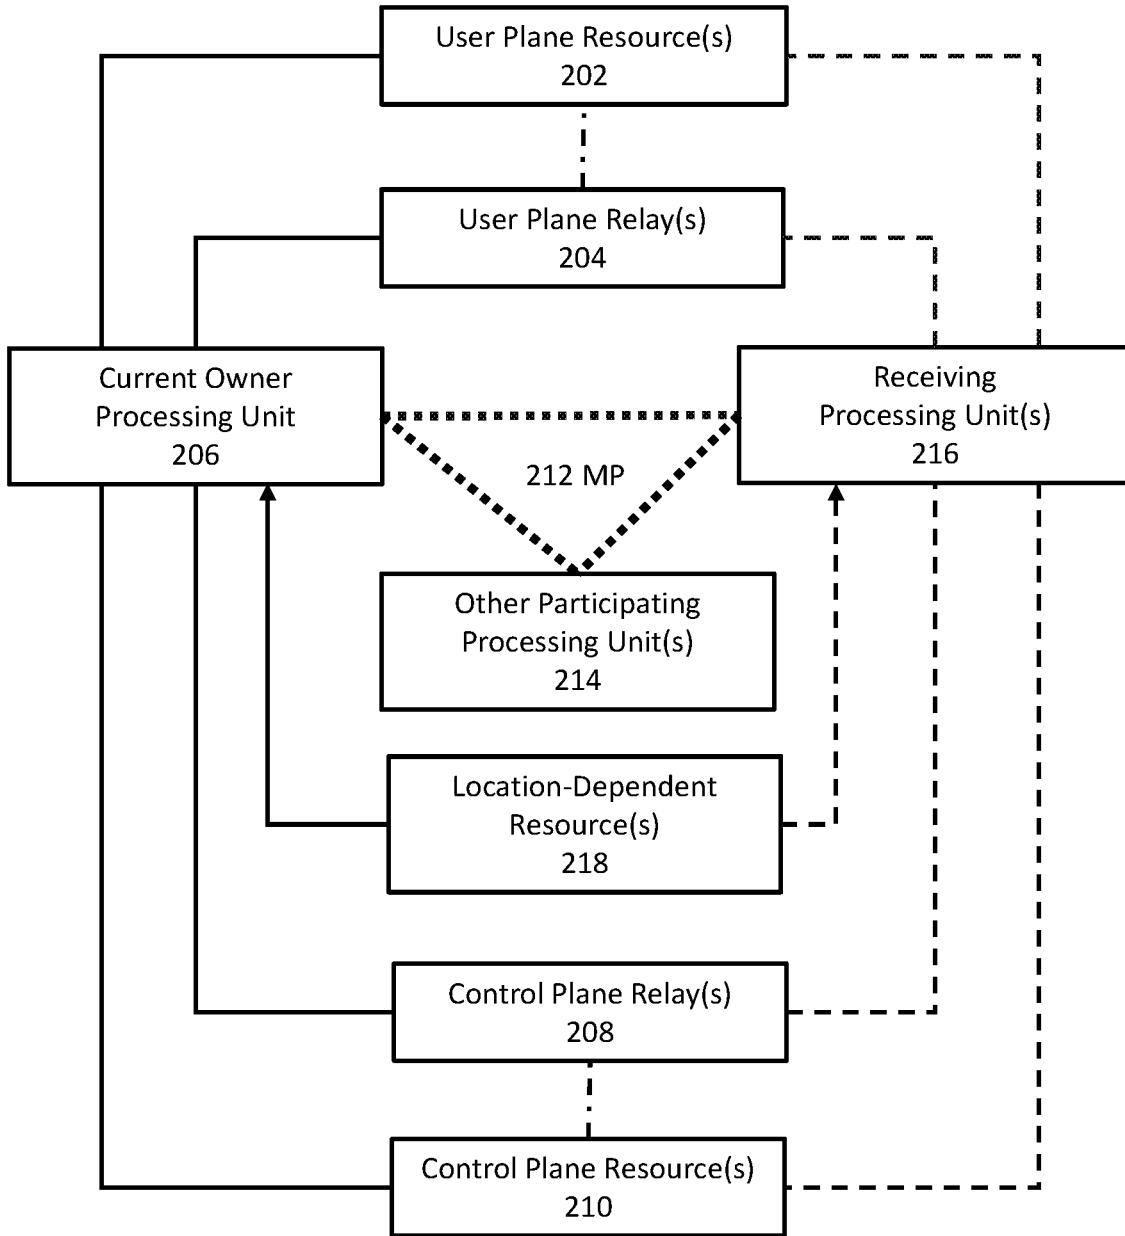 User Plane Resource(s)
202
User Plane Relay(s)
204
Current Owner
Processing Unit
206
Receiving
Processing Unit(s)
216
212 MP
Other Participating
Processing Unit(s)
214
Location-Dependent
Resource(s)
218
Control Plane Relay(s)
208
Control Plane Resource(s)
210